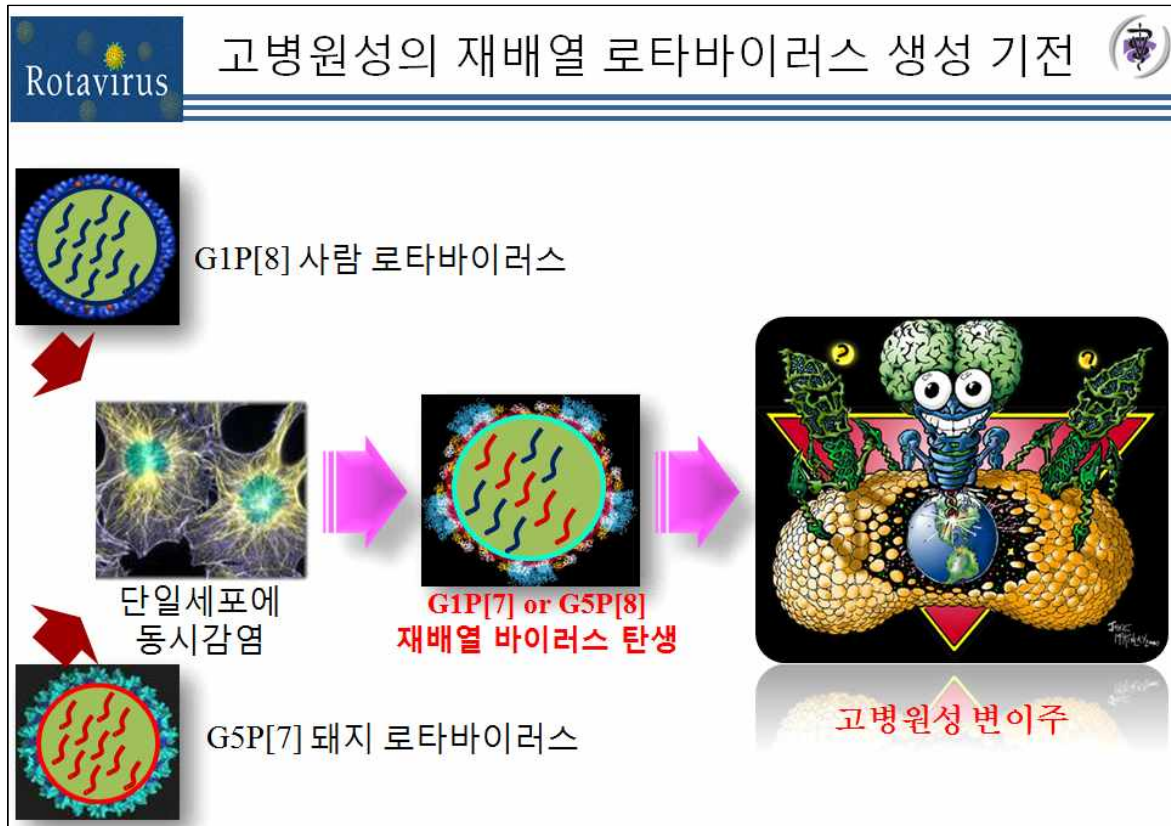 Rotavirus
고병원성의 재배열 로타바이러스 생성 기전
G1P[8] 사람 로타바이러스
단일세포에
동시감염
G1P[7] or G5P[8]
재배열 바이러스 탄생
? ?
고병원성 변이주
G5P[7] 돼지 로타바이러스